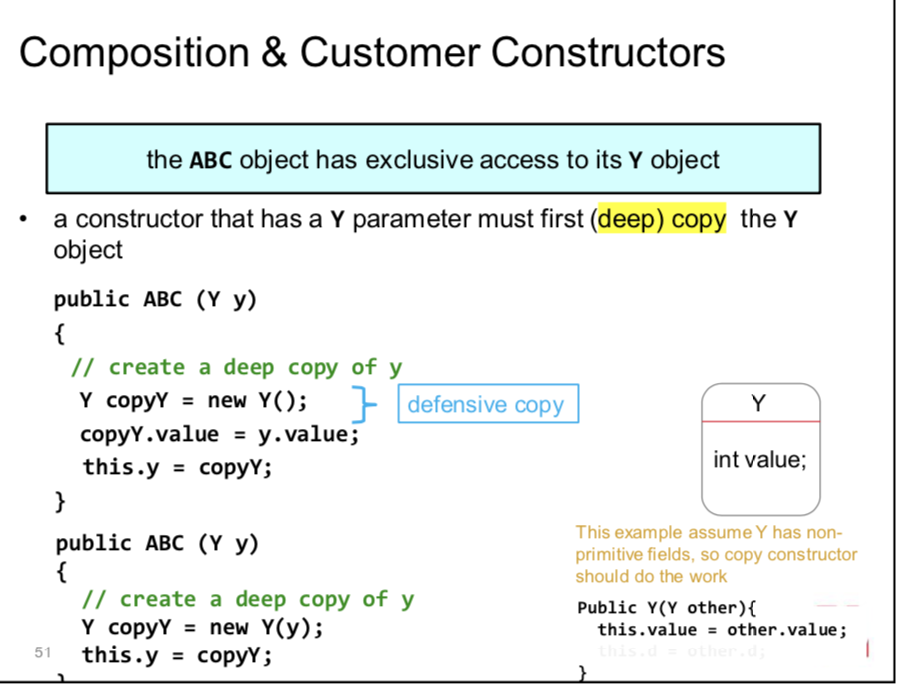 Composition & Customer Constructors
the ABC object has exclusive access to its Y object
• a constructor that has a Y parameter must first (deep) copy the Y
object
public ABC (Y y)
{
// create a deep copy of y
Y copyY = new Y();
copyY.value = y.value;
this.y = copyY;
}
defensive copy
Y
int value;
public ABC (Y y)
{
// create a deep copy of y
Y copyY = new Y(y);
this.y = copyY;
}
This example assume Y has non-
primitive fields, so copy constructor
should do the work
Public Y(Y other){
this.value = other.value;
this.d = other.d;
}
51